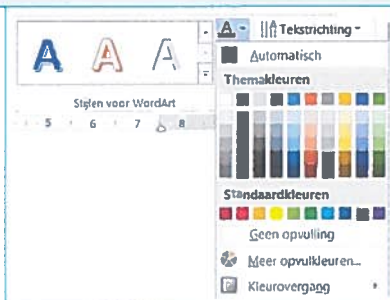 A A A
A Tekstrichting
Automatisch
Themakleuren
Stijlen voor WordArt
5 6 7 8
Standaardkleuren
Geen opvulling
Meer opvulkleuren...
Kleurovergang